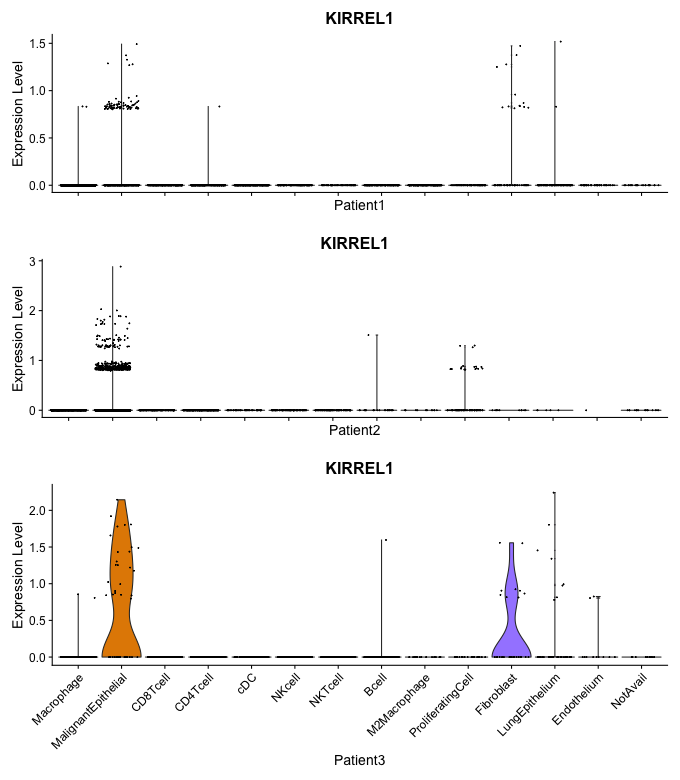 KIRREL1
Expression Level
1.5
1.0
0.5
0.0
Patient1
KIRREL1
Expression Level
3
2
1
0
Patient2
KIRREL1
Expression Level
2.0
1.5
1.0
0.5
0.0
Macrophage
MalignantEpithelial
CD8Tcell
CD4Tcell
cDC
NKcell
NKTcell
Bcell
M2Macrophage
ProliferatingCell
Fibroblast
LungEpithelium
Endothelium
NotAvail
Patient3